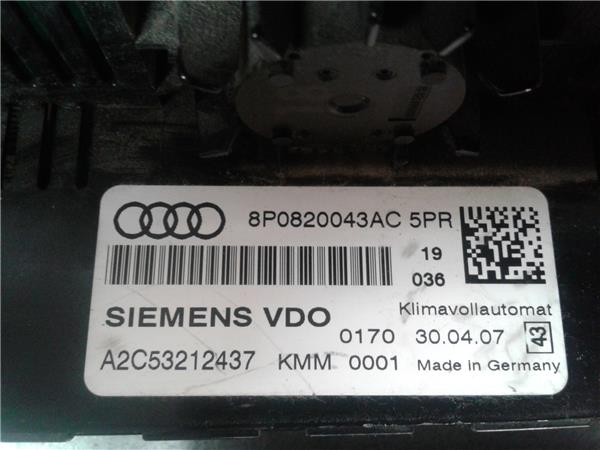 8P0820043AC 5PR
19
036
SIEMENS VDO
Klimavollautomat
0170 30.04.07 43
A2C53212437 KMM 0001 Made in Germany